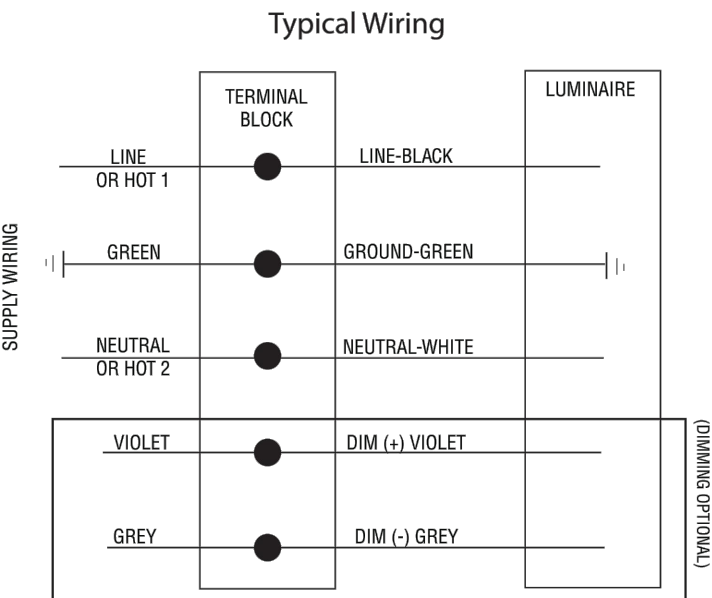 Typical Wiring
TERMINAL
BLOCK
LUMINAIRE
LINE
OR HOT 1
LINE-BLACK
SUPPLY WIRING
GREEN
GROUND-GREEN
NEUTRAL
OR HOT 2
NEUTRAL-WHITE
VIOLET
DIM (+) VIOLET
(DIMMING OPTIONAL)
GREY
DIM (-) GREY